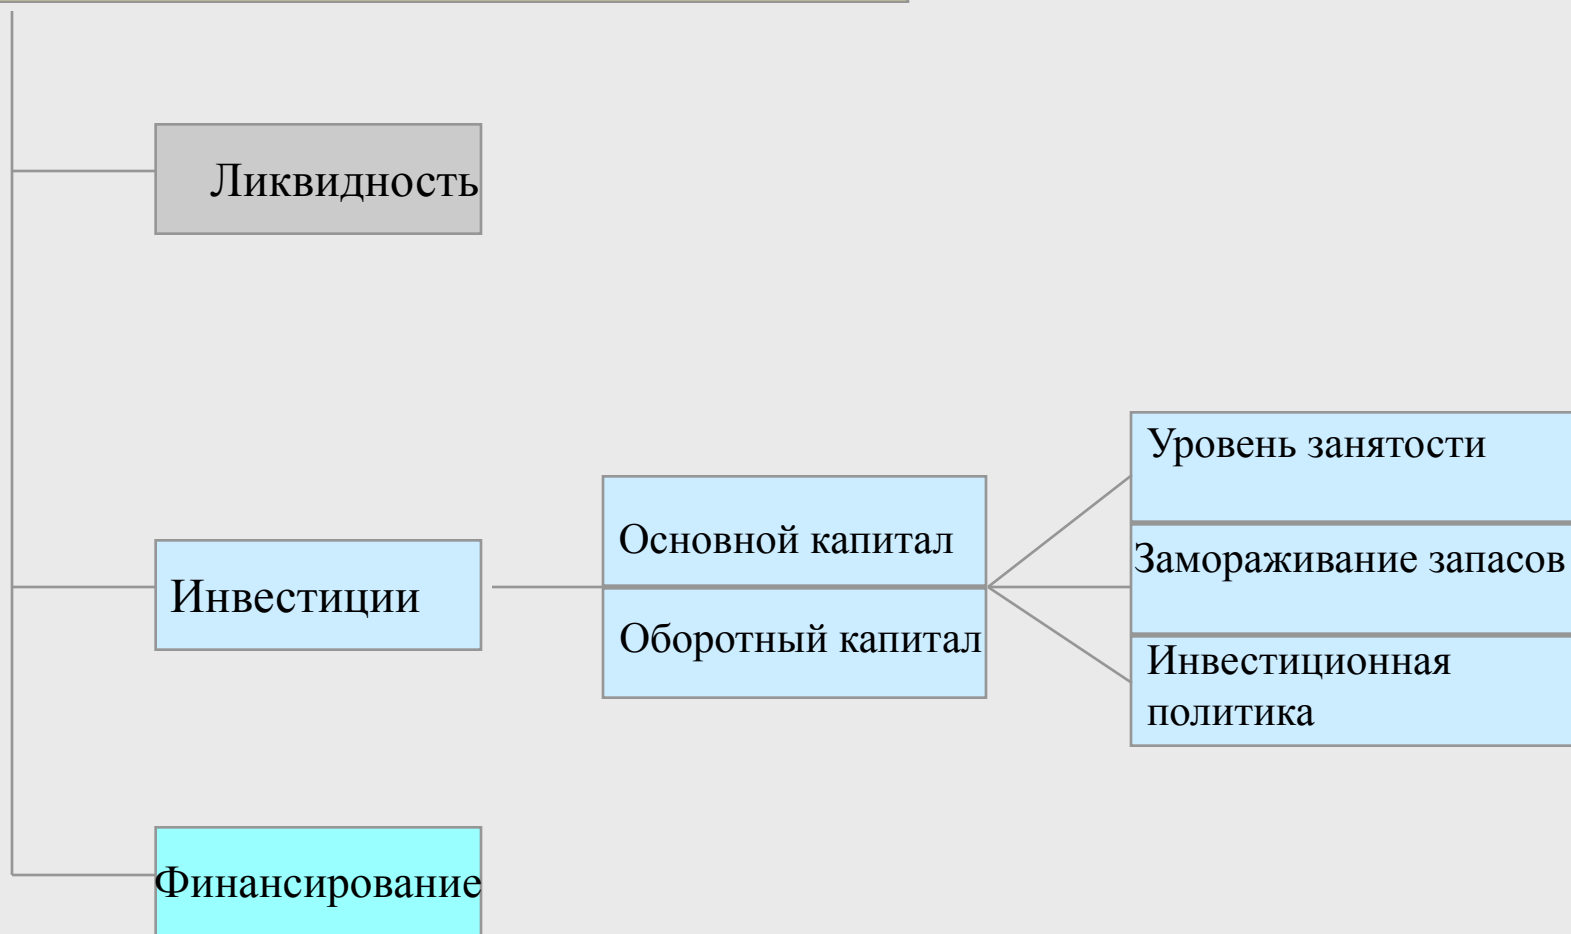 Ликвидность
Уровень занятости
Основной капитал
Замораживание запасов
Инвестиции
Оборотный капитал
Инвестиционная
политика
Финансирование